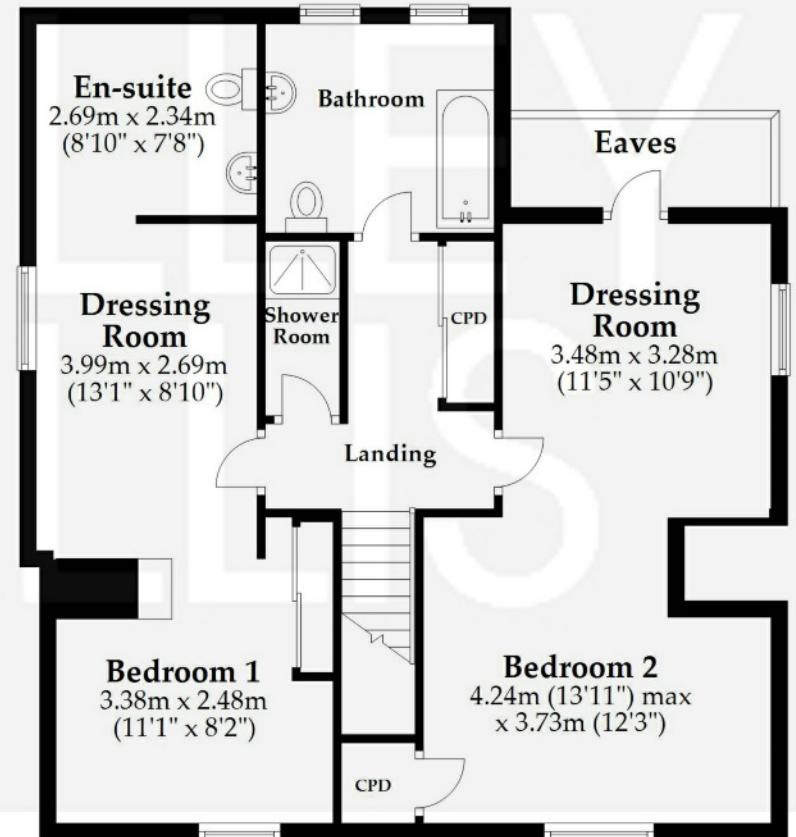 En-suite
2.69m x 2.34m
(8'10" x 7'8")
Bathroom
Eaves
Dressing
Room
3.99m x 2.69m
(13'1" x 8'10")
Shower
Room
CPD
Dressing
Room
3.48m x 3.28m
(11'5" x 10'9")
Landing
Bedroom 1
3.38m x 2.48m
(11'1" x 8'2")
Bedroom 2
4.24m (13'11") max
x 3.73m (12'3")
CPD